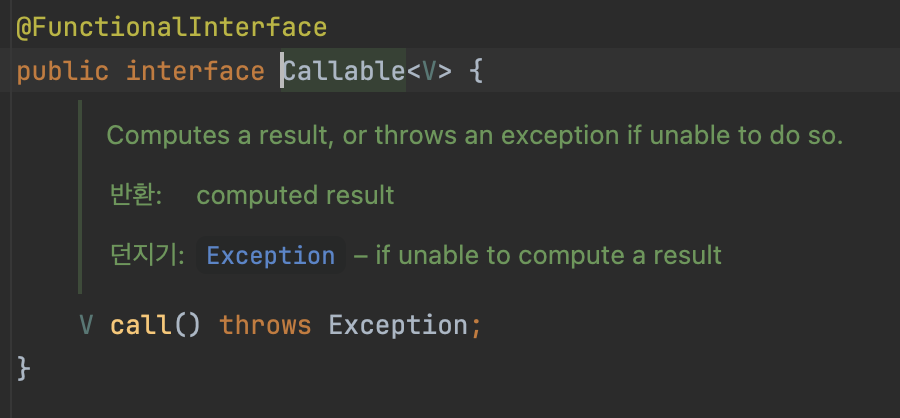 @FunctionalInterface
public interface Callable<V> {
Computes a result, or throws an exception if unable to do so.
반환: computed result
던지기: Exception – if unable to compute a result
V call() throws Exception;
}